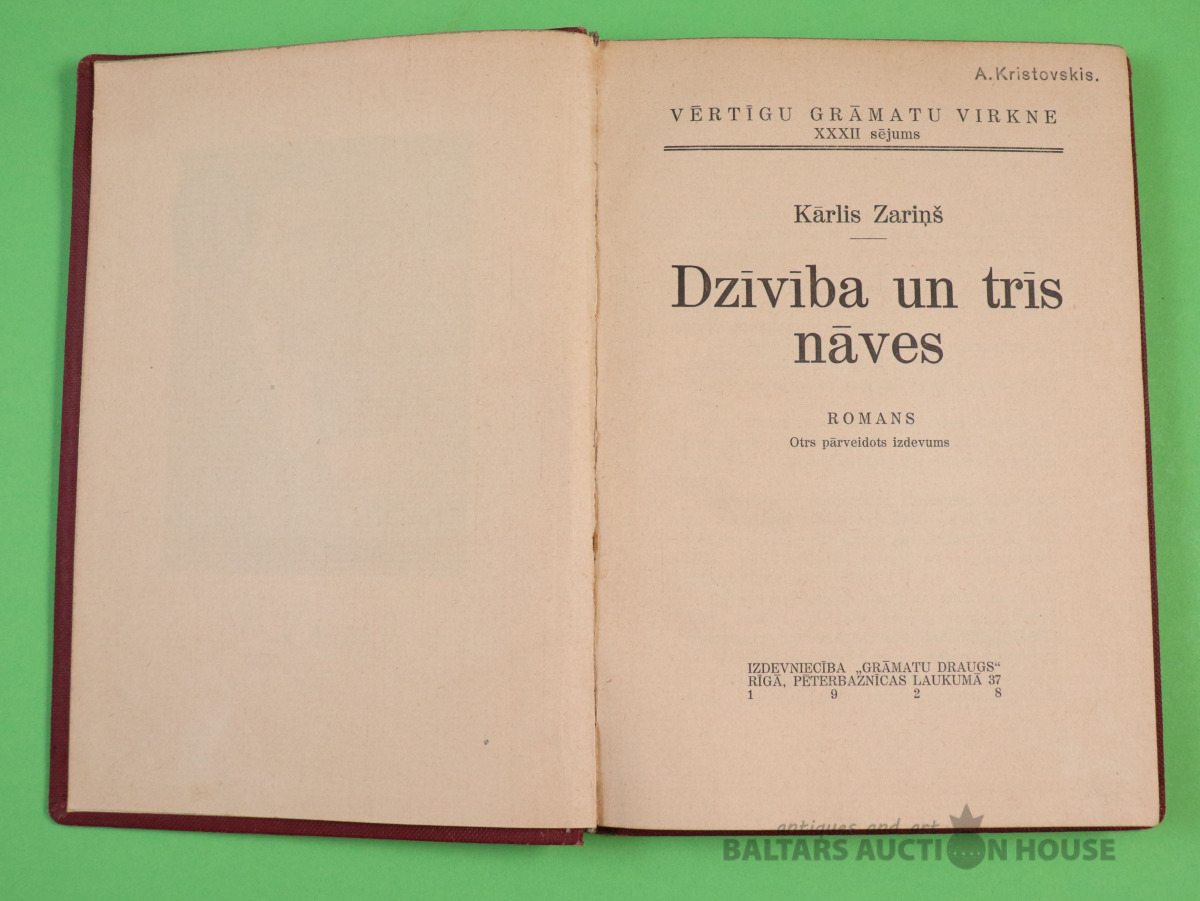 A. Kristovskis.
VĒRTĪGU GRĀMATU VIRKNE
XXXII sējums
Kārlis Zariņš
Dzīvība un trīs
nāves
ROMANS
Otrs pārveidots izdevums
IZDEVNIECĪBA „GRĀMATU DRAUGS“
RĪGĀ, PĒTERBAZNĪCAS LAUKUMĀ 37
1 9 2 8
antiques and art
BALTARS AUCTION HOUSE